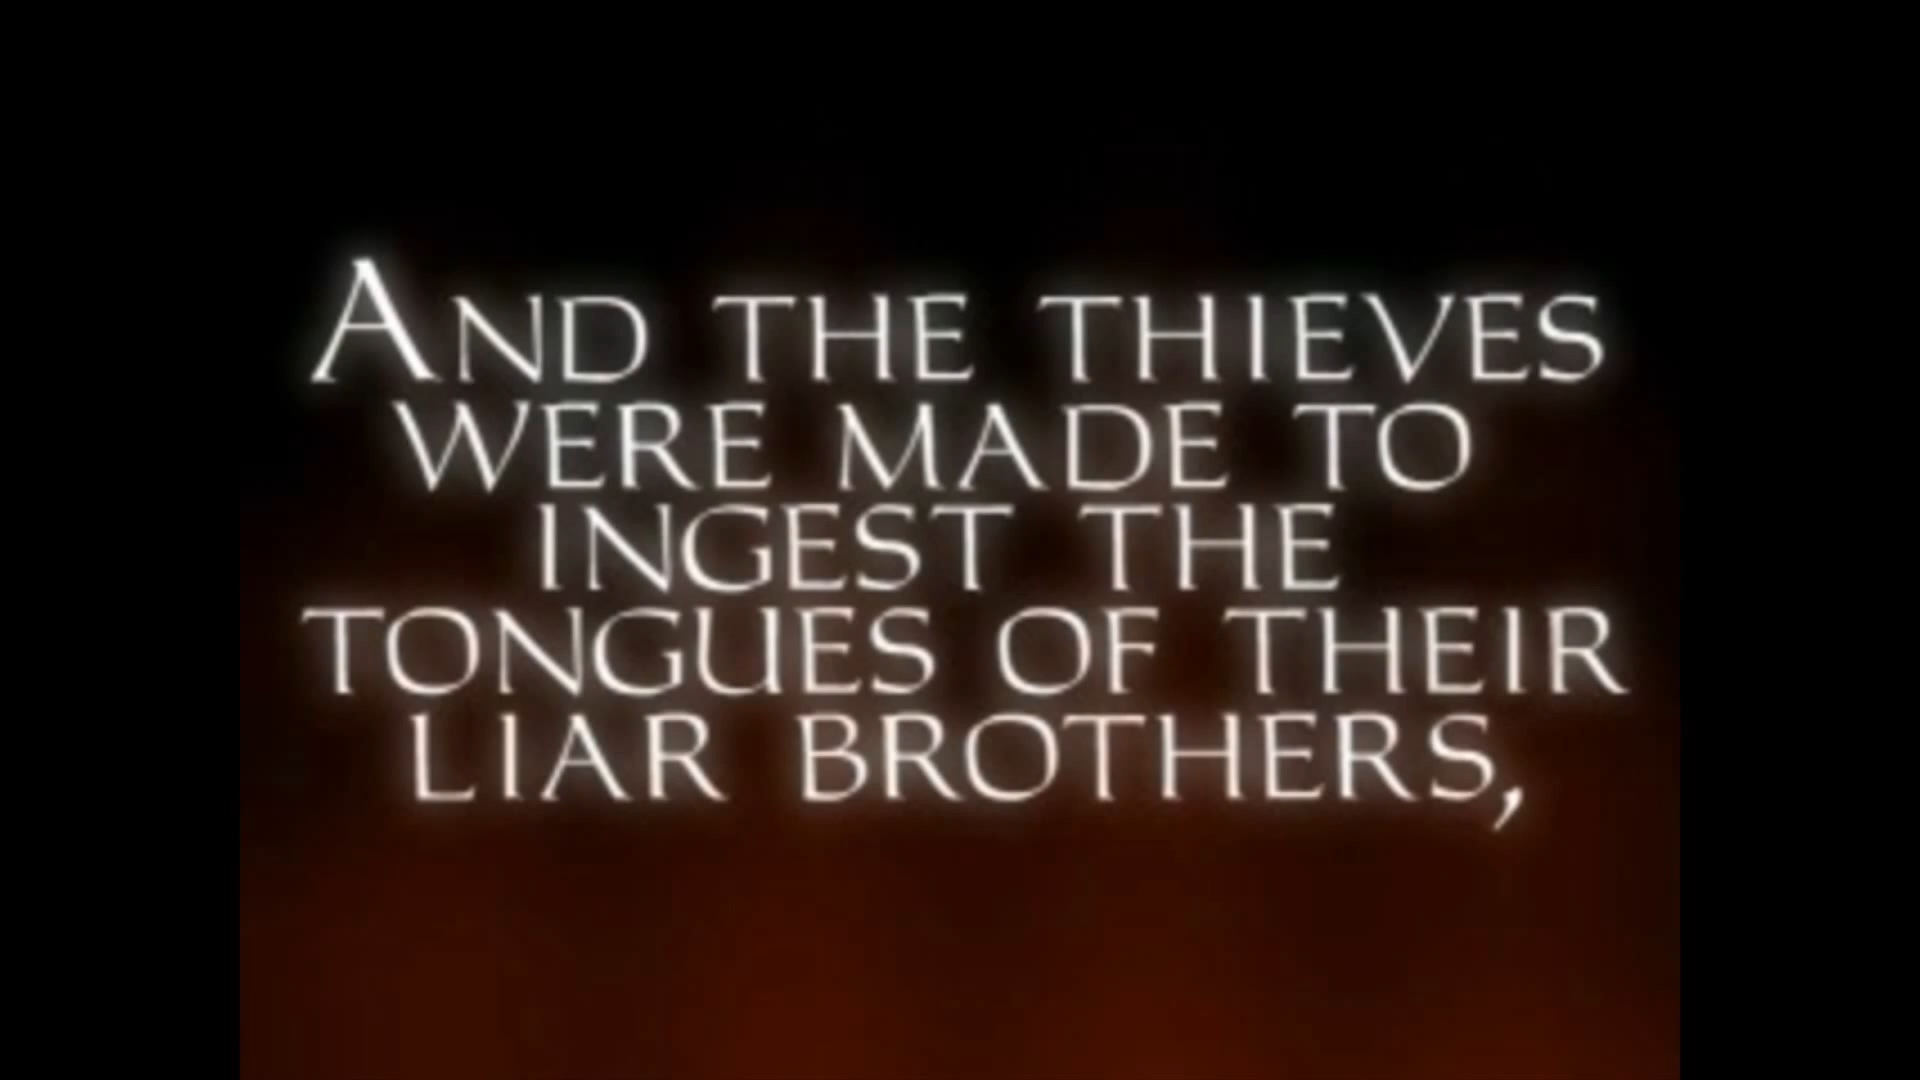 AND THE THIEVES
WERE MADE TO
INGEST THE
TONGUES OF THEIR
LIAR BROTHERS,